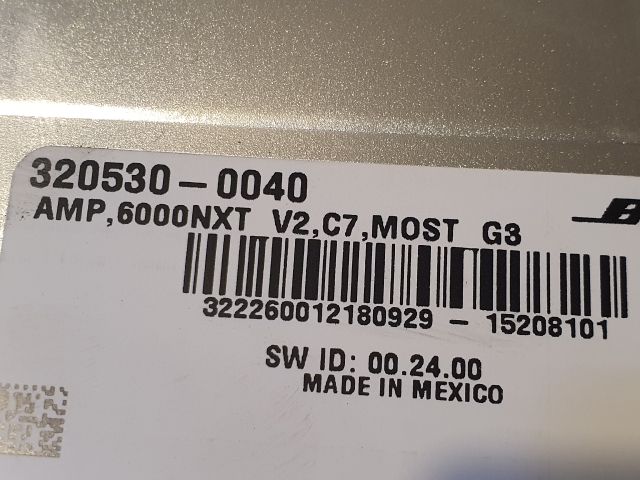 320530-0040
AMP,6000NXT V2,C7,MOST G3
322260012180929 - 15208101
SW ID: 00.24.00
MADE IN MEXICO